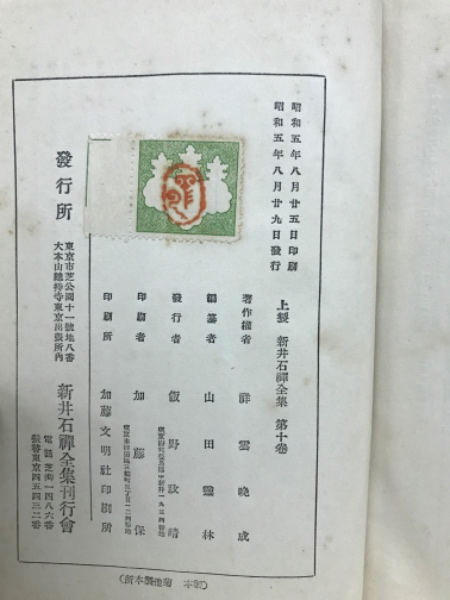 昭和五年八月廿五日印刷
昭和五年八月廿九日發行
上製 新井石禪全集 第十卷
著作權者 祥雲晩成
編纂者 山田靈林
發行者 飯野政晴
印刷者 加藤保
印刷所 加藤文明社印刷所
發行所
東京市芝公園十一號地八番
大本山總持寺東京出張所內
新井石禪全集刊行會
電話芝街一四八六番
振替東京四五四三二番